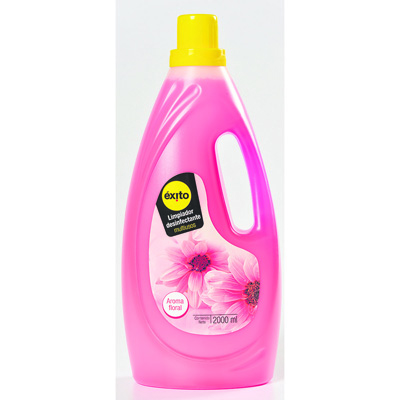 éxito
Limpiador
desinfectante
multiusos
Aroma
floral
2000 ml